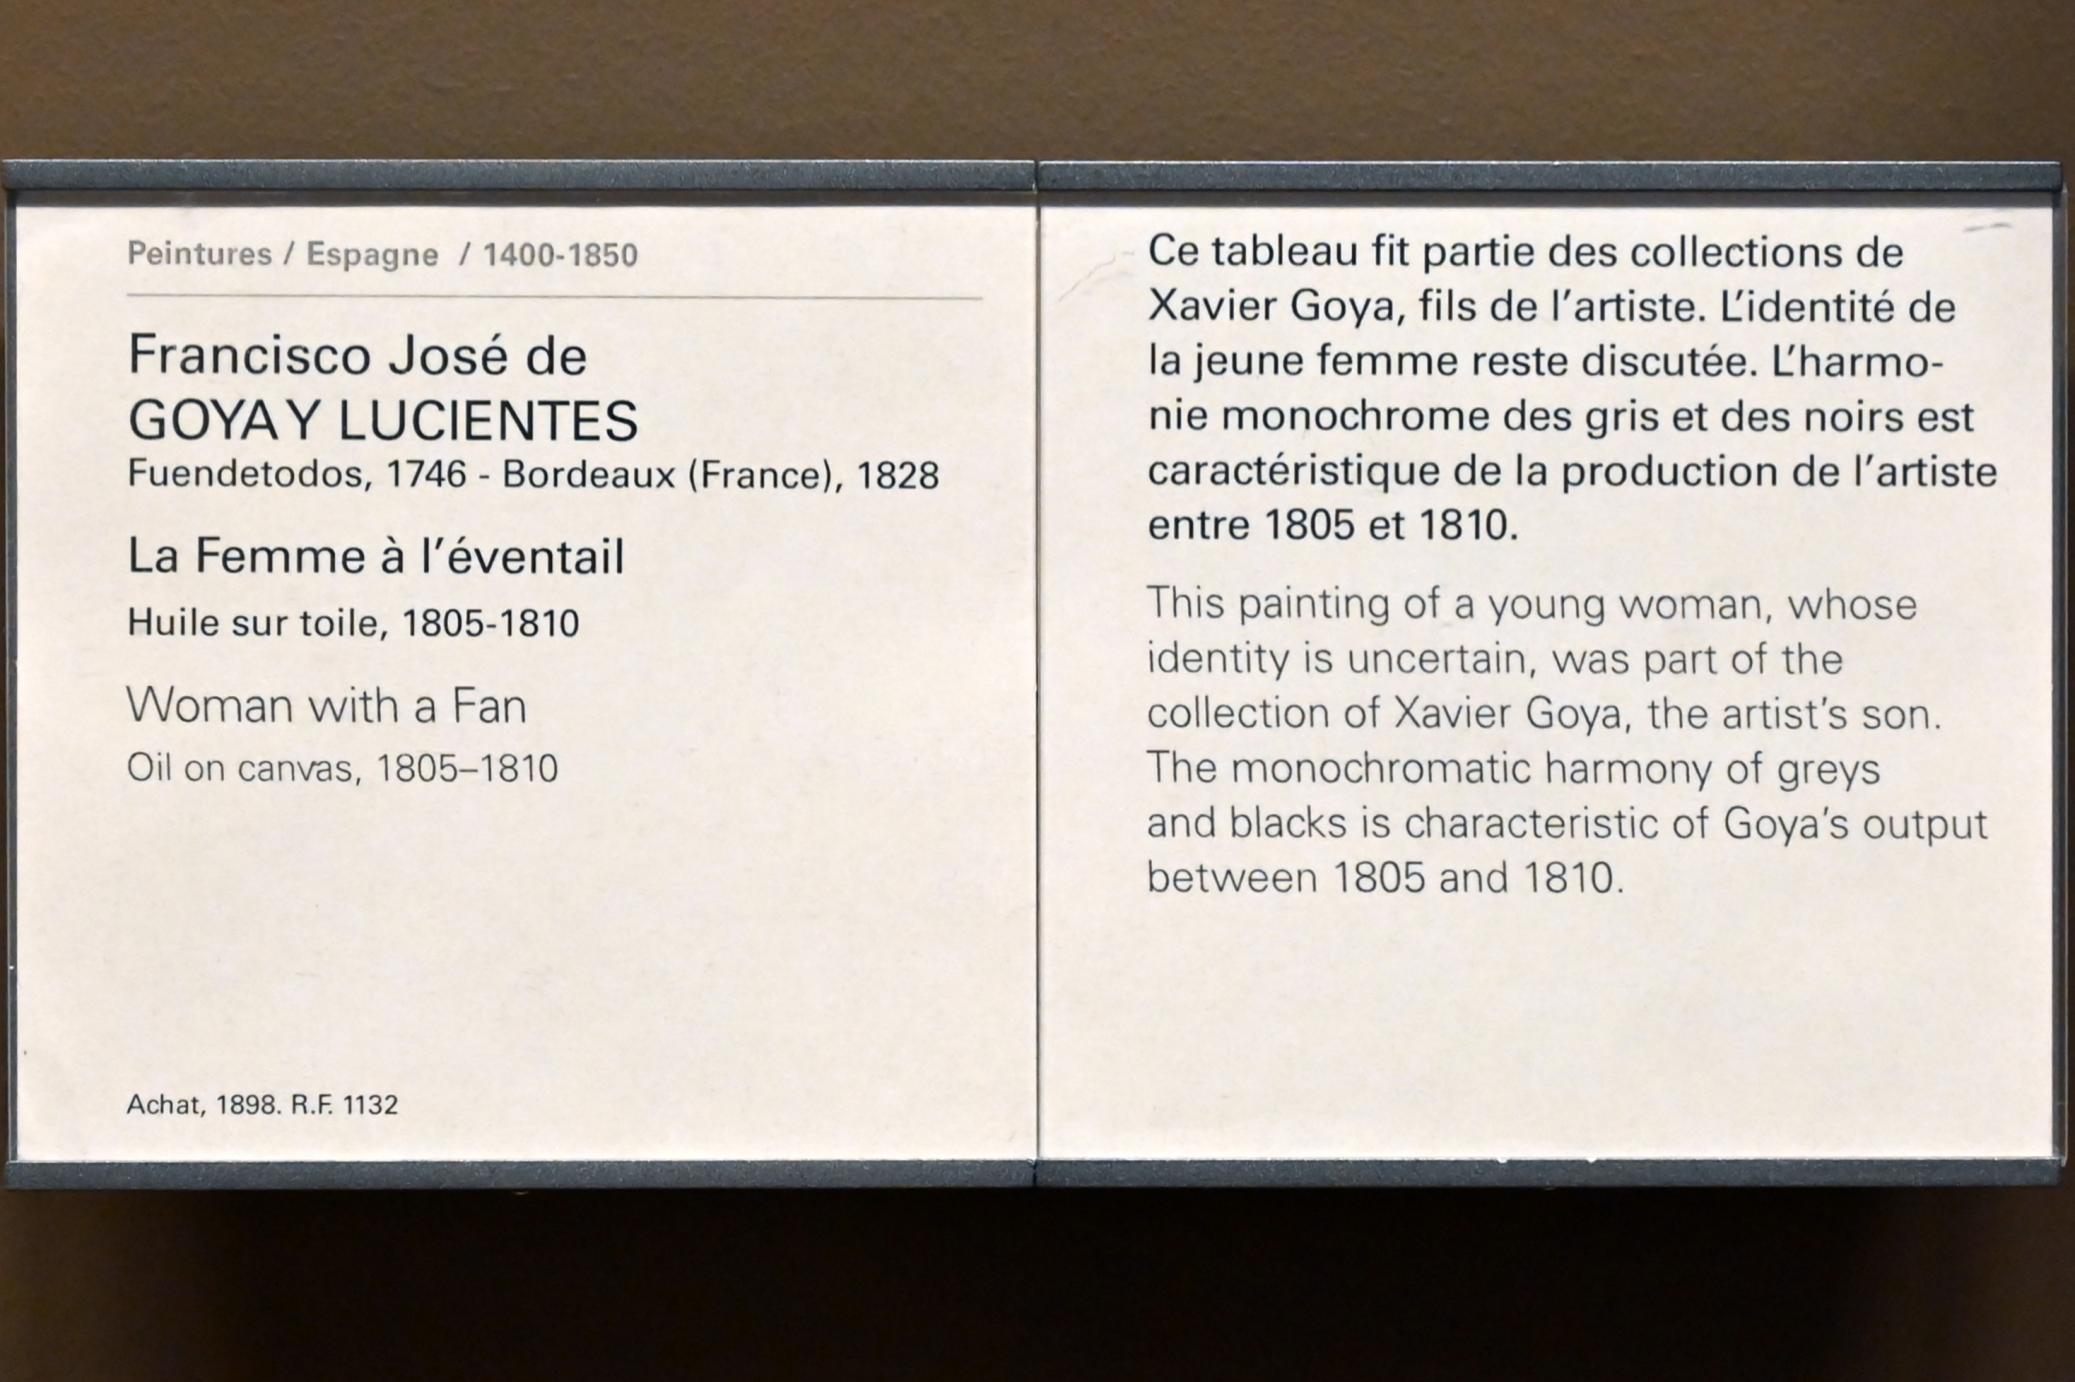 Peintures / Espagne / 1400-1850
Francisco José de
GOYA Y LUCIENTES
Fuendetodos, 1746 - Bordeaux (France), 1828
La Femme à l'éventail
Huile sur toile, 1805-1810
Woman with a Fan
Oil on canvas, 1805–1810
Achat, 1898. R.F. 1132
Ce tableau fit partie des collections de
Xavier Goya, fils de l'artiste. L'identité de
la jeune femme reste discutée. L'harmo-
nie monochrome des gris et des noirs est
caractéristique de la production de l'artiste
entre 1805 et 1810.
This painting of a young woman, whose
identity is uncertain, was part of the
collection of Xavier Goya, the artist's son.
The monochromatic harmony of greys
and blacks is characteristic of Goya's output
between 1805 and 1810.